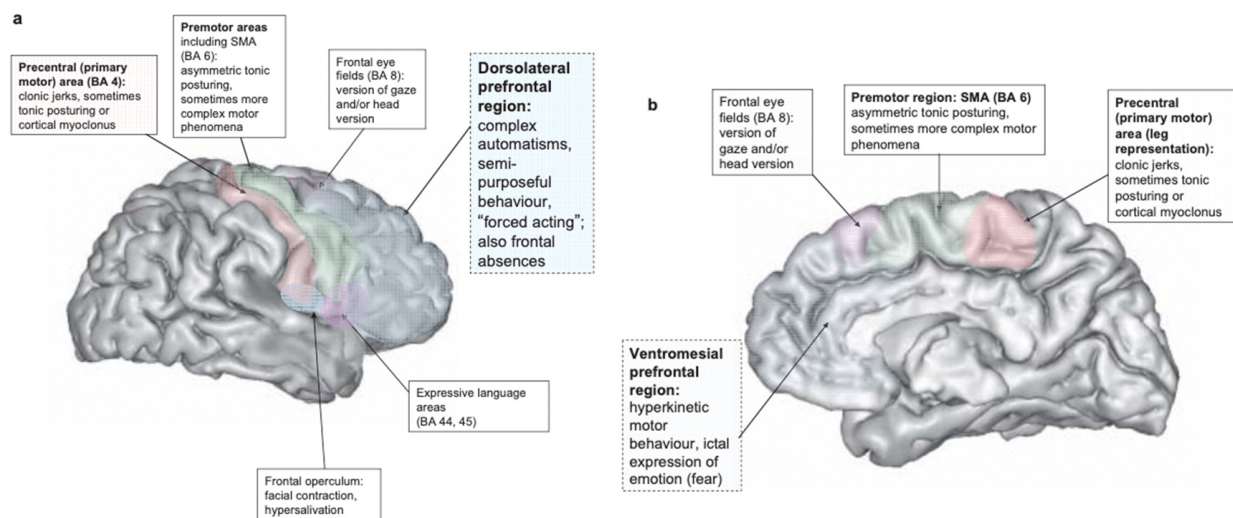 a
Precentral (primary
motor) area (BA 4):
clonic jerks, sometimes
tonic posturing or
cortical myoclonus
Premotor areas
including SMA
(BA 6):
asymmetric tonic
posturing,
sometimes more
complex motor
phenomena
Frontal eye
fields (BA 8):
version of gaze
and/or head
version
Dorsolateral
prefrontal
region:
complex
automatisms,
semi-
purposeful
behaviour,
“forced acting”;
also frontal
absences
Expressive language
areas
(BA 44, 45)
Frontal operculum:
facial contraction,
hypersalivation
b
Frontal eye
fields (BA 8):
version of gaze
and/or
head version
Premotor region: SMA (BA 6)
asymmetric tonic posturing,
sometimes more complex motor
phenomena
Precentral
(primary motor)
area (leg
representation):
clonic jerks,
sometimes tonic
posturing or
cortical myoclonus
Ventromesial
prefrontal
region:
hyperkinetic
motor
behaviour, ictal
expression of
emotion (fear)